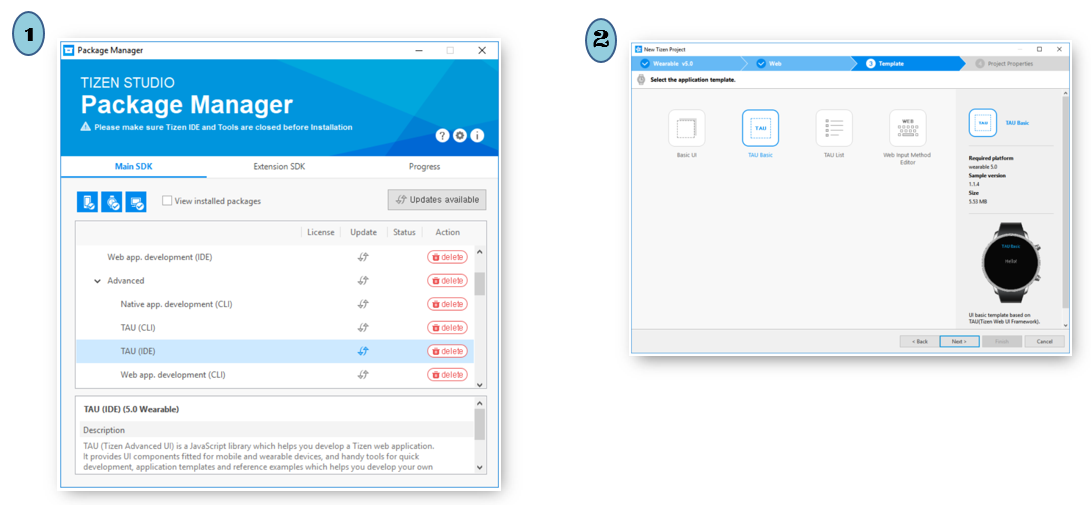 1
Package Manager
TIZEN STUDIO
Package Manager
Please make sure Tizen IDE and Tools are closed before Installation
Main SDK
Extension SDK
Progress
View installed packages
Updates available
License Update Status Action
Web app. development (IDE) delete
Advanced delete
Native app. development (CLI) delete
TAU (CLI) delete
TAU (IDE) delete
Web app. development (CLI) delete
TAU (IDE) (5.0 Wearable)
Description
TAU (Tizen Advanced UI) is a JavaScript library which helps you develop a Tizen web application.
It provides UI components fitted for mobile and wearable devices, and handy tools for quick
development, application templates and reference examples which helps you develop your own
2
New Tizen Project
Wearable v5.0
Web
3 Template
4 Project Properties
Select the application template.
Basic UI
TAU
TAU Basic
TAU List
WEB
Web Input Method
Editor
TAU
TAU Basic
Required platform
wearable 5.0
Sample version
1.1.4
Size
5.53 MB
TAU Basic
Hello!
UI basic template based on
TAU(Tizen Web UI Framework).
< Back
Next >
Finish
Cancel